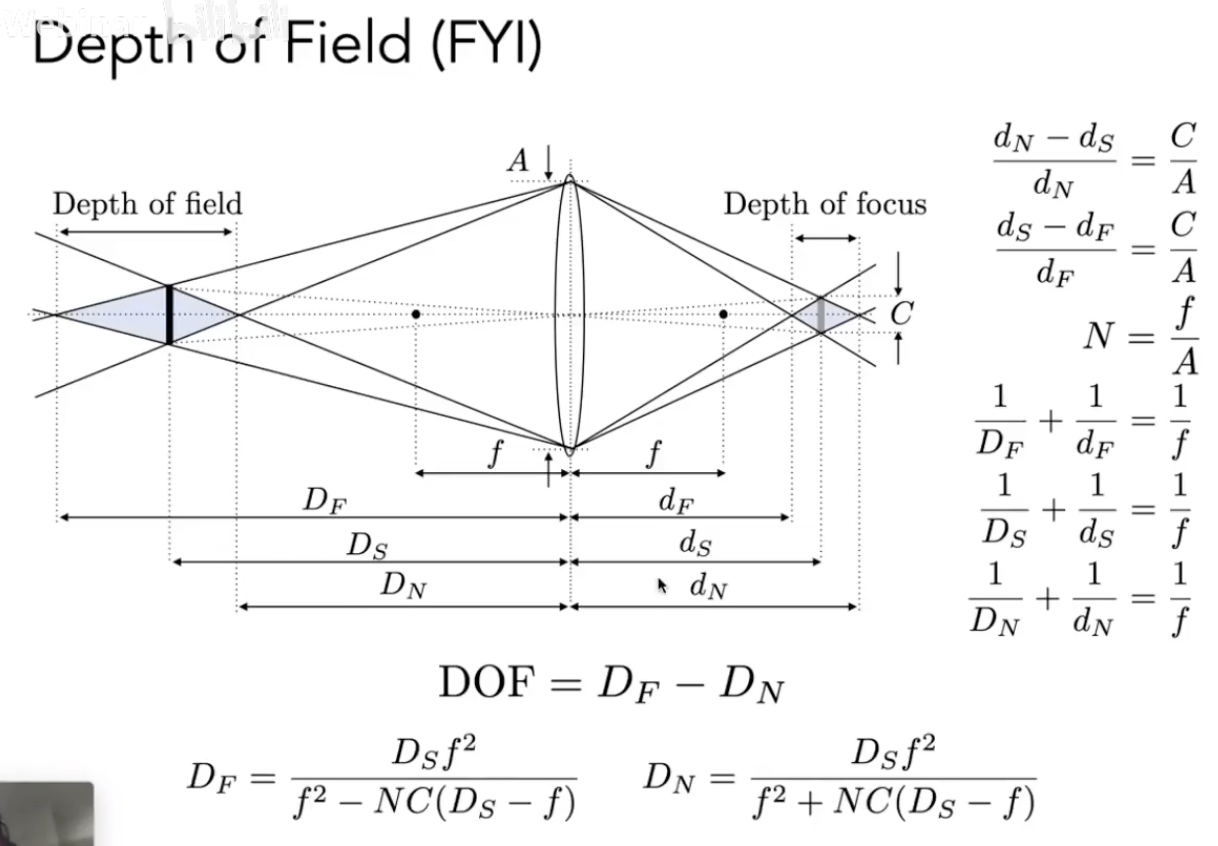 Webinar bilibili
Depth of Field (FYI)
A
Depth of field
Depth of focus
C
f f
D_F d_F
D_S d_S
D_N d_N
\frac{d_N - d_S}{d_N} = \frac{C}{A}
\frac{d_S - d_F}{d_F} = \frac{C}{A}
N = \frac{f}{A}
\frac{1}{D_F} + \frac{1}{d_F} = \frac{1}{f}
\frac{1}{D_S} + \frac{1}{d_S} = \frac{1}{f}
\frac{1}{D_N} + \frac{1}{d_N} = \frac{1}{f}
DOF = D_F − D_N
D_F = \frac{D_S f^2}{f^2 - NC(D_S - f)} D_N = \frac{D_S f^2}{f^2 + NC(D_S - f)}